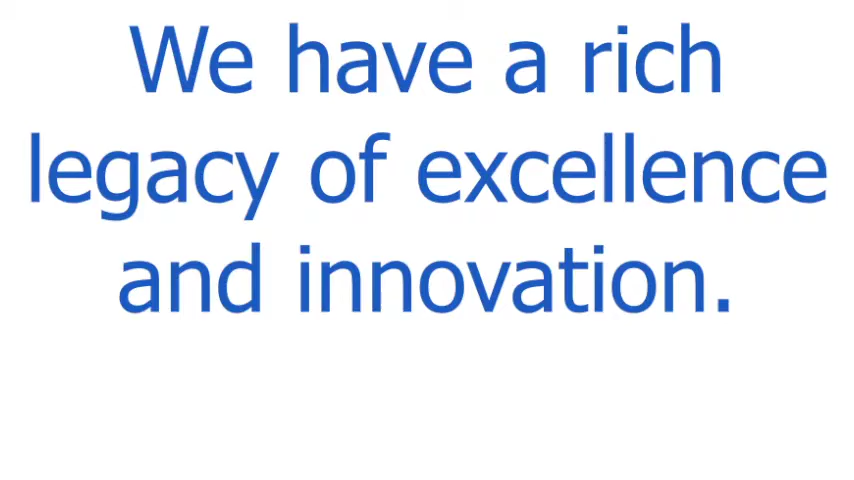 We have a rich
legacy of excellence
and innovation.